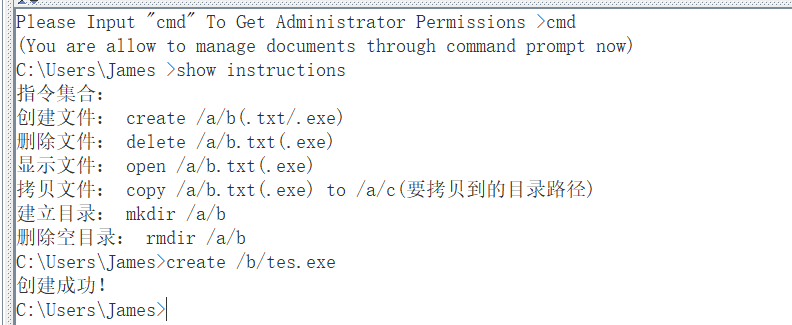 Please Input "cmd" To Get Administrator Permissions >cmd
(You are allow to manage documents through command prompt now)
C:\Users\James >show instructions
指令集合：
创建文件： create /a/b(.txt/.exe)
删除文件： delete /a/b.txt(.exe)
显示文件： open /a/b.txt(.exe)
拷贝文件： copy /a/b.txt(.exe) to /a/c(要拷贝到的目录路径)
建立目录： mkdir /a/b
删除空目录： rmdir /a/b
C:\Users\James>create /b/tes.exe
创建成功！
C:\Users\James>